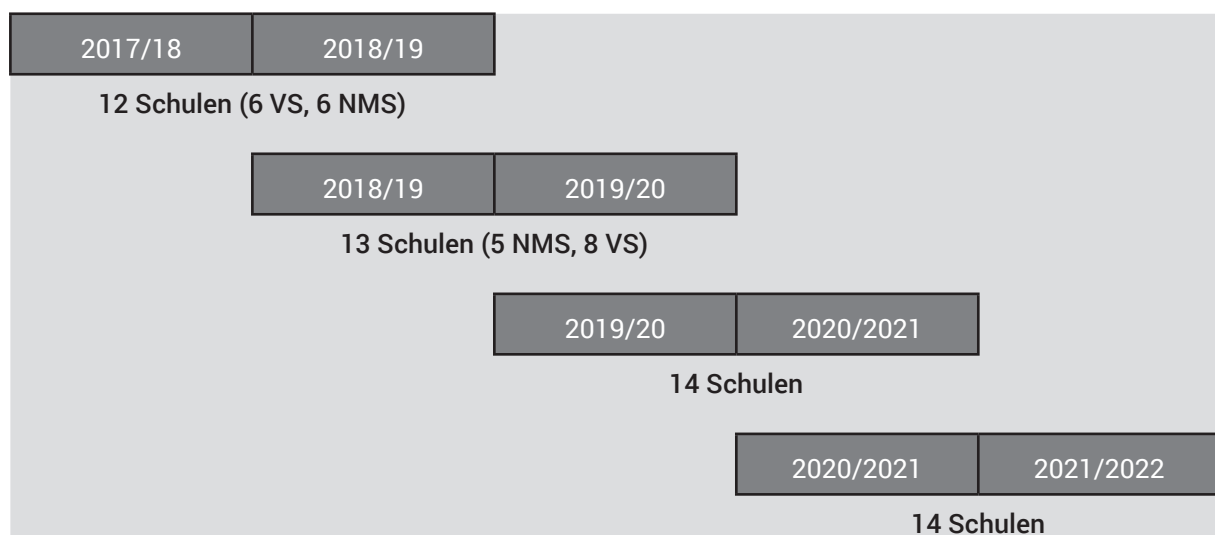 2017/18 2018/19
12 Schulen (6 VS, 6 NMS)
2018/19 2019/20
13 Schulen (5 NMS, 8 VS)
2019/20 2020/2021
14 Schulen
2020/2021 2021/2022
14 Schulen